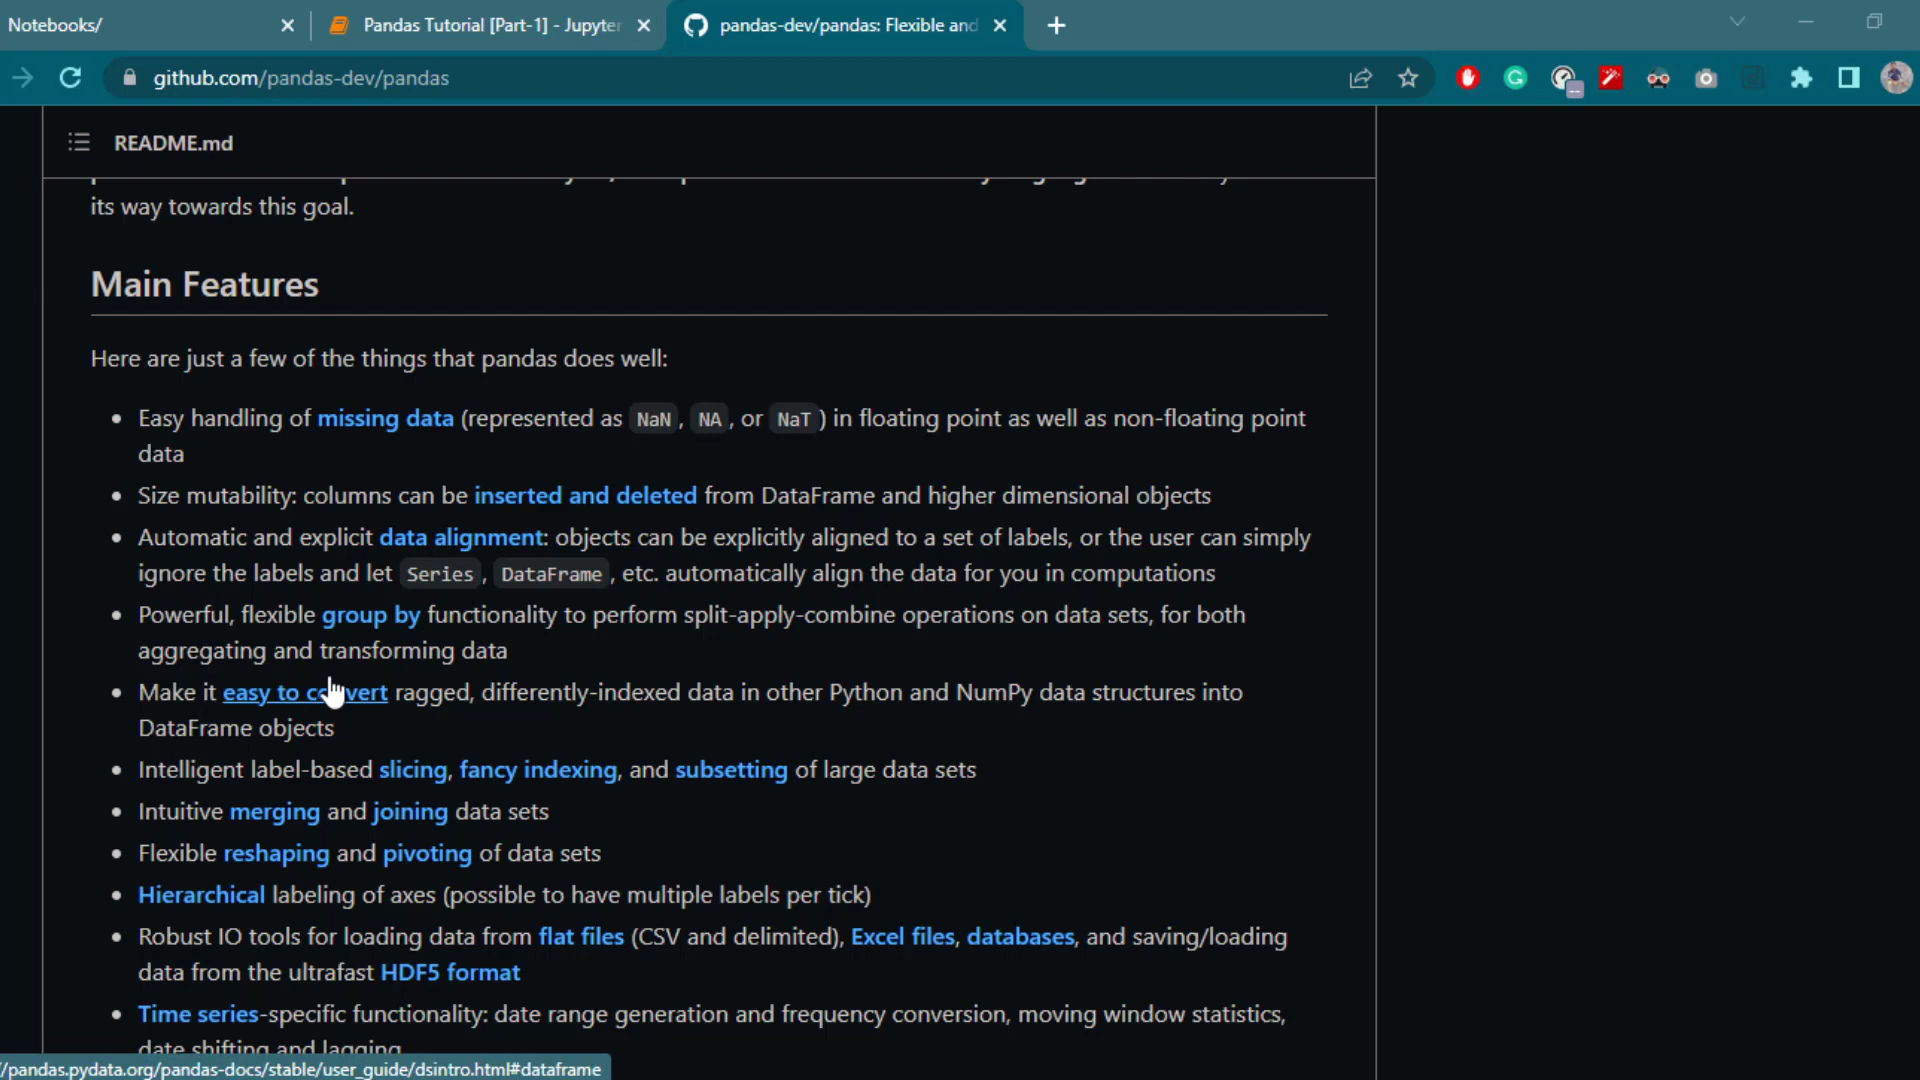 Notebooks/
Pandas Tutorial [Part-1] - Jupyter
pandas-dev/pandas: Flexible and
github.com/pandas-dev/pandas
README.md
its way towards this goal.
Main Features
Here are just a few of the things that pandas does well:
• Easy handling of missing data (represented as NaN, NA, or NaT) in floating point as well as non-floating point
data
• Size mutability: columns can be inserted and deleted from DataFrame and higher dimensional objects
• Automatic and explicit data alignment: objects can be explicitly aligned to a set of labels, or the user can simply
ignore the labels and let Series, DataFrame, etc. automatically align the data for you in computations
• Powerful, flexible group by functionality to perform split-apply-combine operations on data sets, for both
aggregating and transforming data
• Make it easy to convert ragged, differently-indexed data in other Python and NumPy data structures into
DataFrame objects
• Intelligent label-based slicing, fancy indexing, and subsetting of large data sets
• Intuitive merging and joining data sets
• Flexible reshaping and pivoting of data sets
• Hierarchical labeling of axes (possible to have multiple labels per tick)
• Robust IO tools for loading data from flat files (CSV and delimited), Excel files, databases, and saving/loading
data from the ultrafast HDF5 format
• Time series-specific functionality: date range generation and frequency conversion, moving window statistics,
date shifting and lagging
/pandas.pydata.org/pandas-docs/stable/user_guide/dsintro.html#dataframe